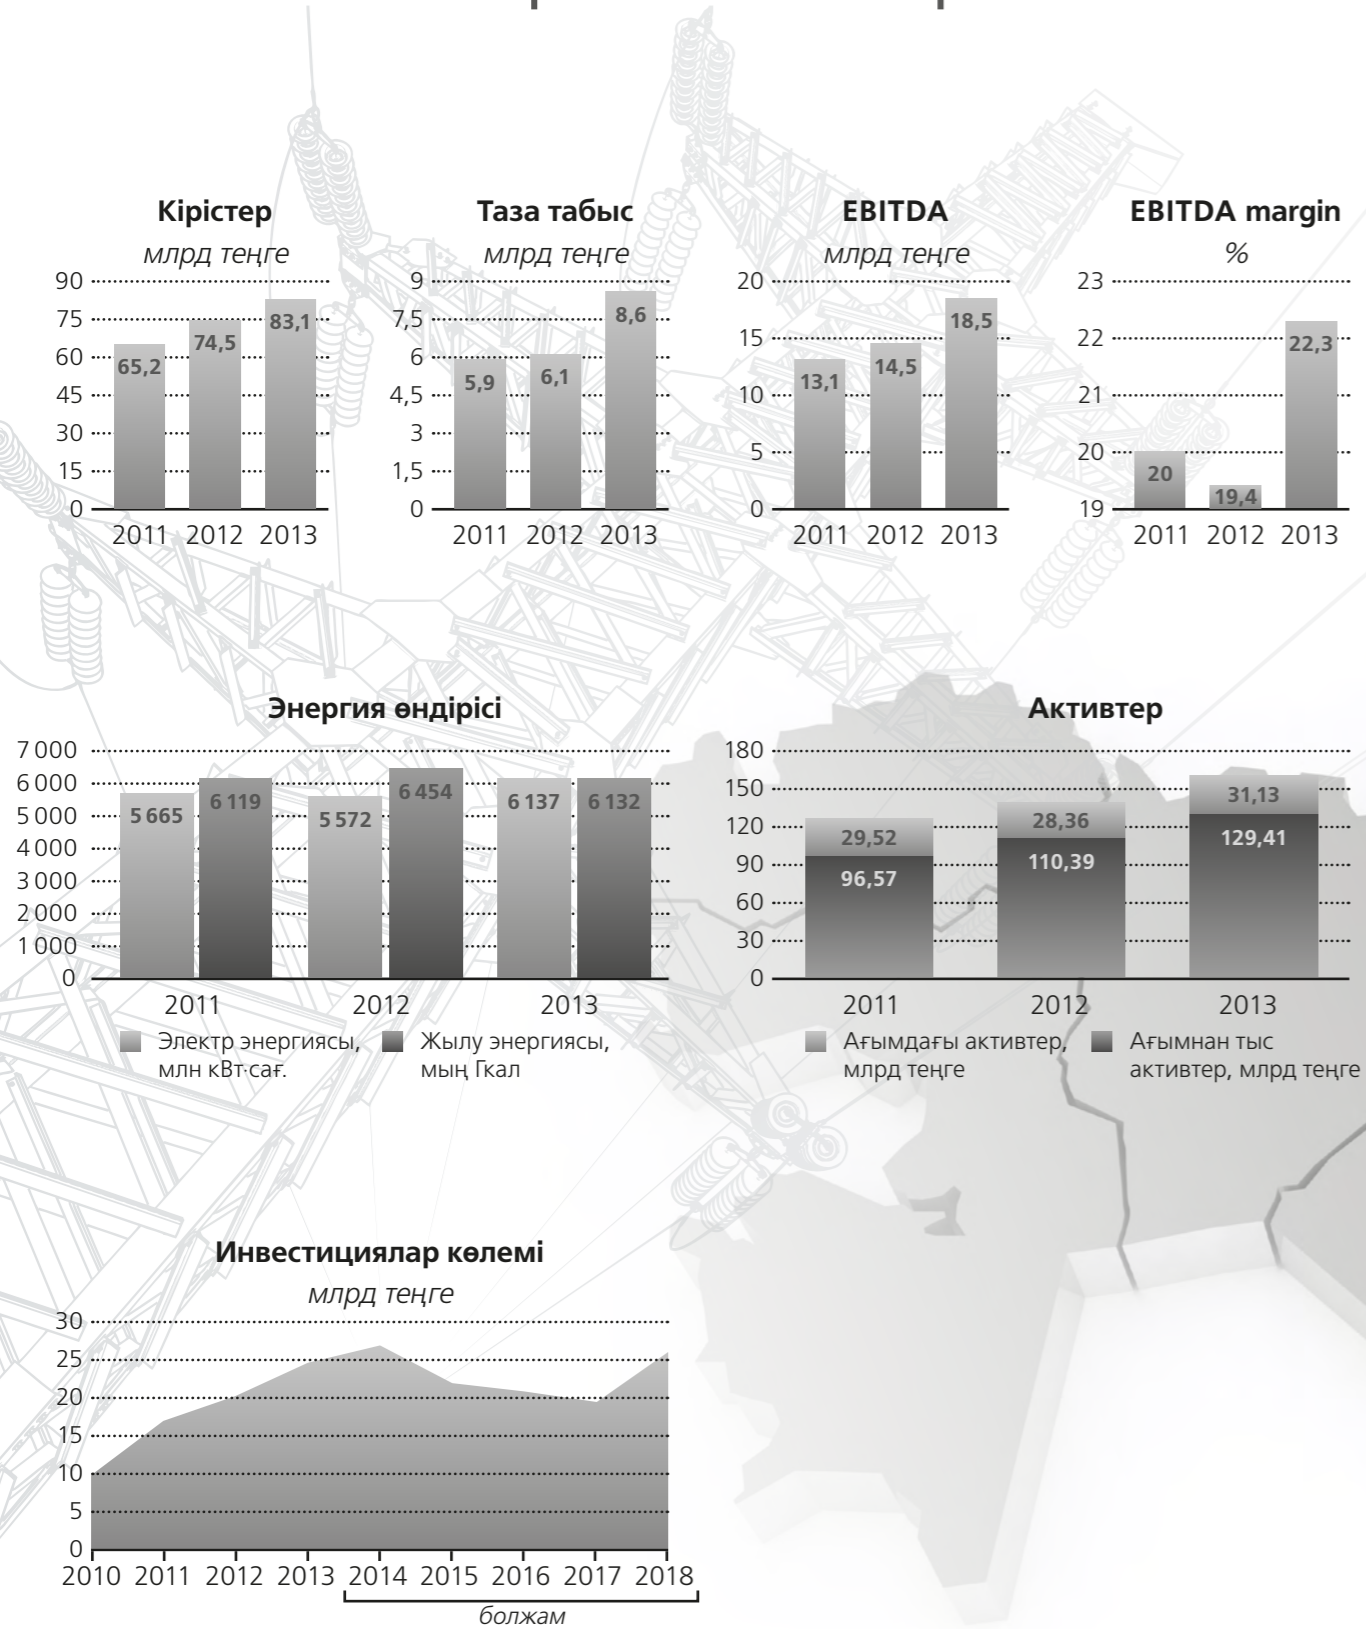 Кірістер
млрд теңге
90
75
60
45
30
15
0
65,2
74,5
83,1
2011 2012 2013
Таза табыс
млрд теңге
9
7,5
6
4,5
3
1,5
0
5,9
6,1
8,6
2011 2012 2013
EBITDA
млрд теңге
20
15
10
5
0
13,1
14,5
18,5
2011 2012 2013
EBITDA margin
%
23
22
21
20
19
20
19,4
22,3
2011 2012 2013
Энергия өндірісі
7 000
6 000
5 000
4 000
3 000
2 000
1 000
0
5 665
6 119
5 572
6 454
6 137
6 132
2011 2012 2013
Электр энергиясы,
млн кВт·сағ.
Жылу энергиясы,
мың Гкал
Активтер
180
150
120
90
60
30
0
29,52
96,57
28,36
110,39
31,13
129,41
2011 2012 2013
Ағымдағы активтер,
млрд теңге
Ағымнан тыс
активтер, млрд теңге
Инвестициялар көлемі
млрд теңге
30
25
20
15
10
5
0
2010 2011 2012 2013 2014 2015 2016 2017 2018
болжам